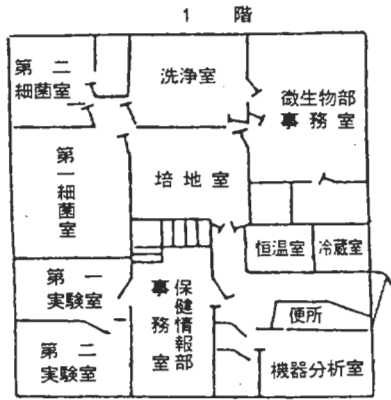 1 階
第二
細菌室
洗浄室
微生物部
事務室
第一細菌室
培地室
恒温室
冷蔵室
第一
実験室
保健情報部
事務室
便所
第二
実験室
機器分析室